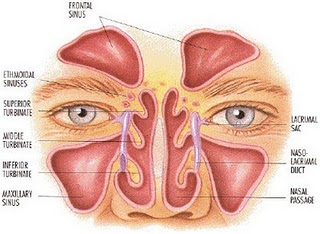 FRONTAL
SINUS
ETHMOIDAL
SINUSES
SUPERIOR
TURBINATE
MIDDLE
TURBINATE
INFERIOR
TURBINATE
MAXILLARY
SINUS
LACRIMAL
SAC
NASO-
LACRIMAL
DUCT
NASAL
PASSAGE